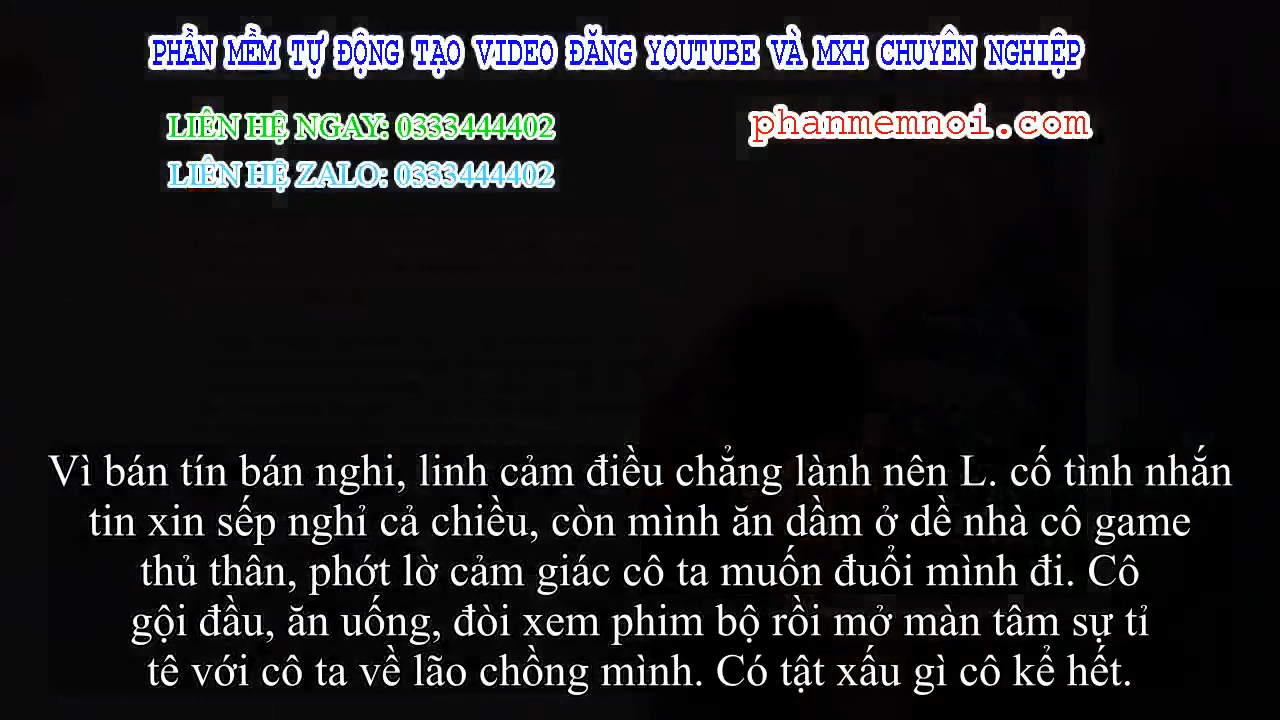 PHẦN MỀM TỰ ĐỘNG TẠO VIDEO ĐĂNG YOUTUBE VÀ MXH CHUYÊN NGHIỆP
LIÊN HỆ NGAY: 0333444402
phanmemnoi.com
LIÊN HỆ ZALO: 0333444402
Vì bán tín bán nghi, linh cảm điều chẳng lành nên L. cố tình nhắn
tin xin sếp nghỉ cả chiều, còn mình ăn dầm ở dề nhà cô game
thủ thân, phớt lờ cảm giác cô ta muốn đuổi mình đi. Cô
gội đầu, ăn uống, đòi xem phim bộ rồi mở màn tâm sự tỉ
tê với cô ta về lão chồng mình. Có tật xấu gì cô kể hết.